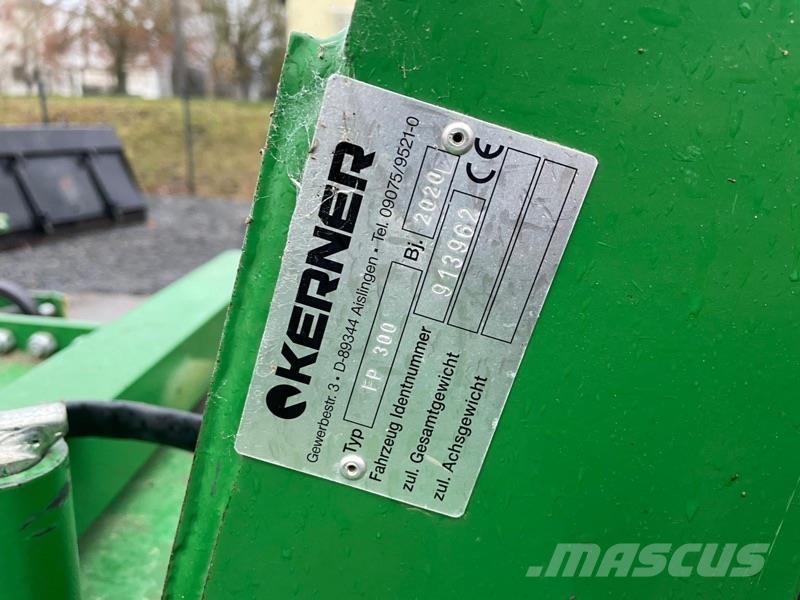 KERNER
Gewerbestr. 3 • D-89344 Aislingen • Tel. 09075/9521-0
Typ FP 300 Bj. 2020 CE
Fahrzeug Identnummer 913962
zul. Gesamtgewicht
zul. Achsgewicht
MASCUS